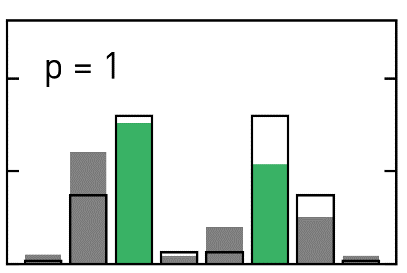 p = 1